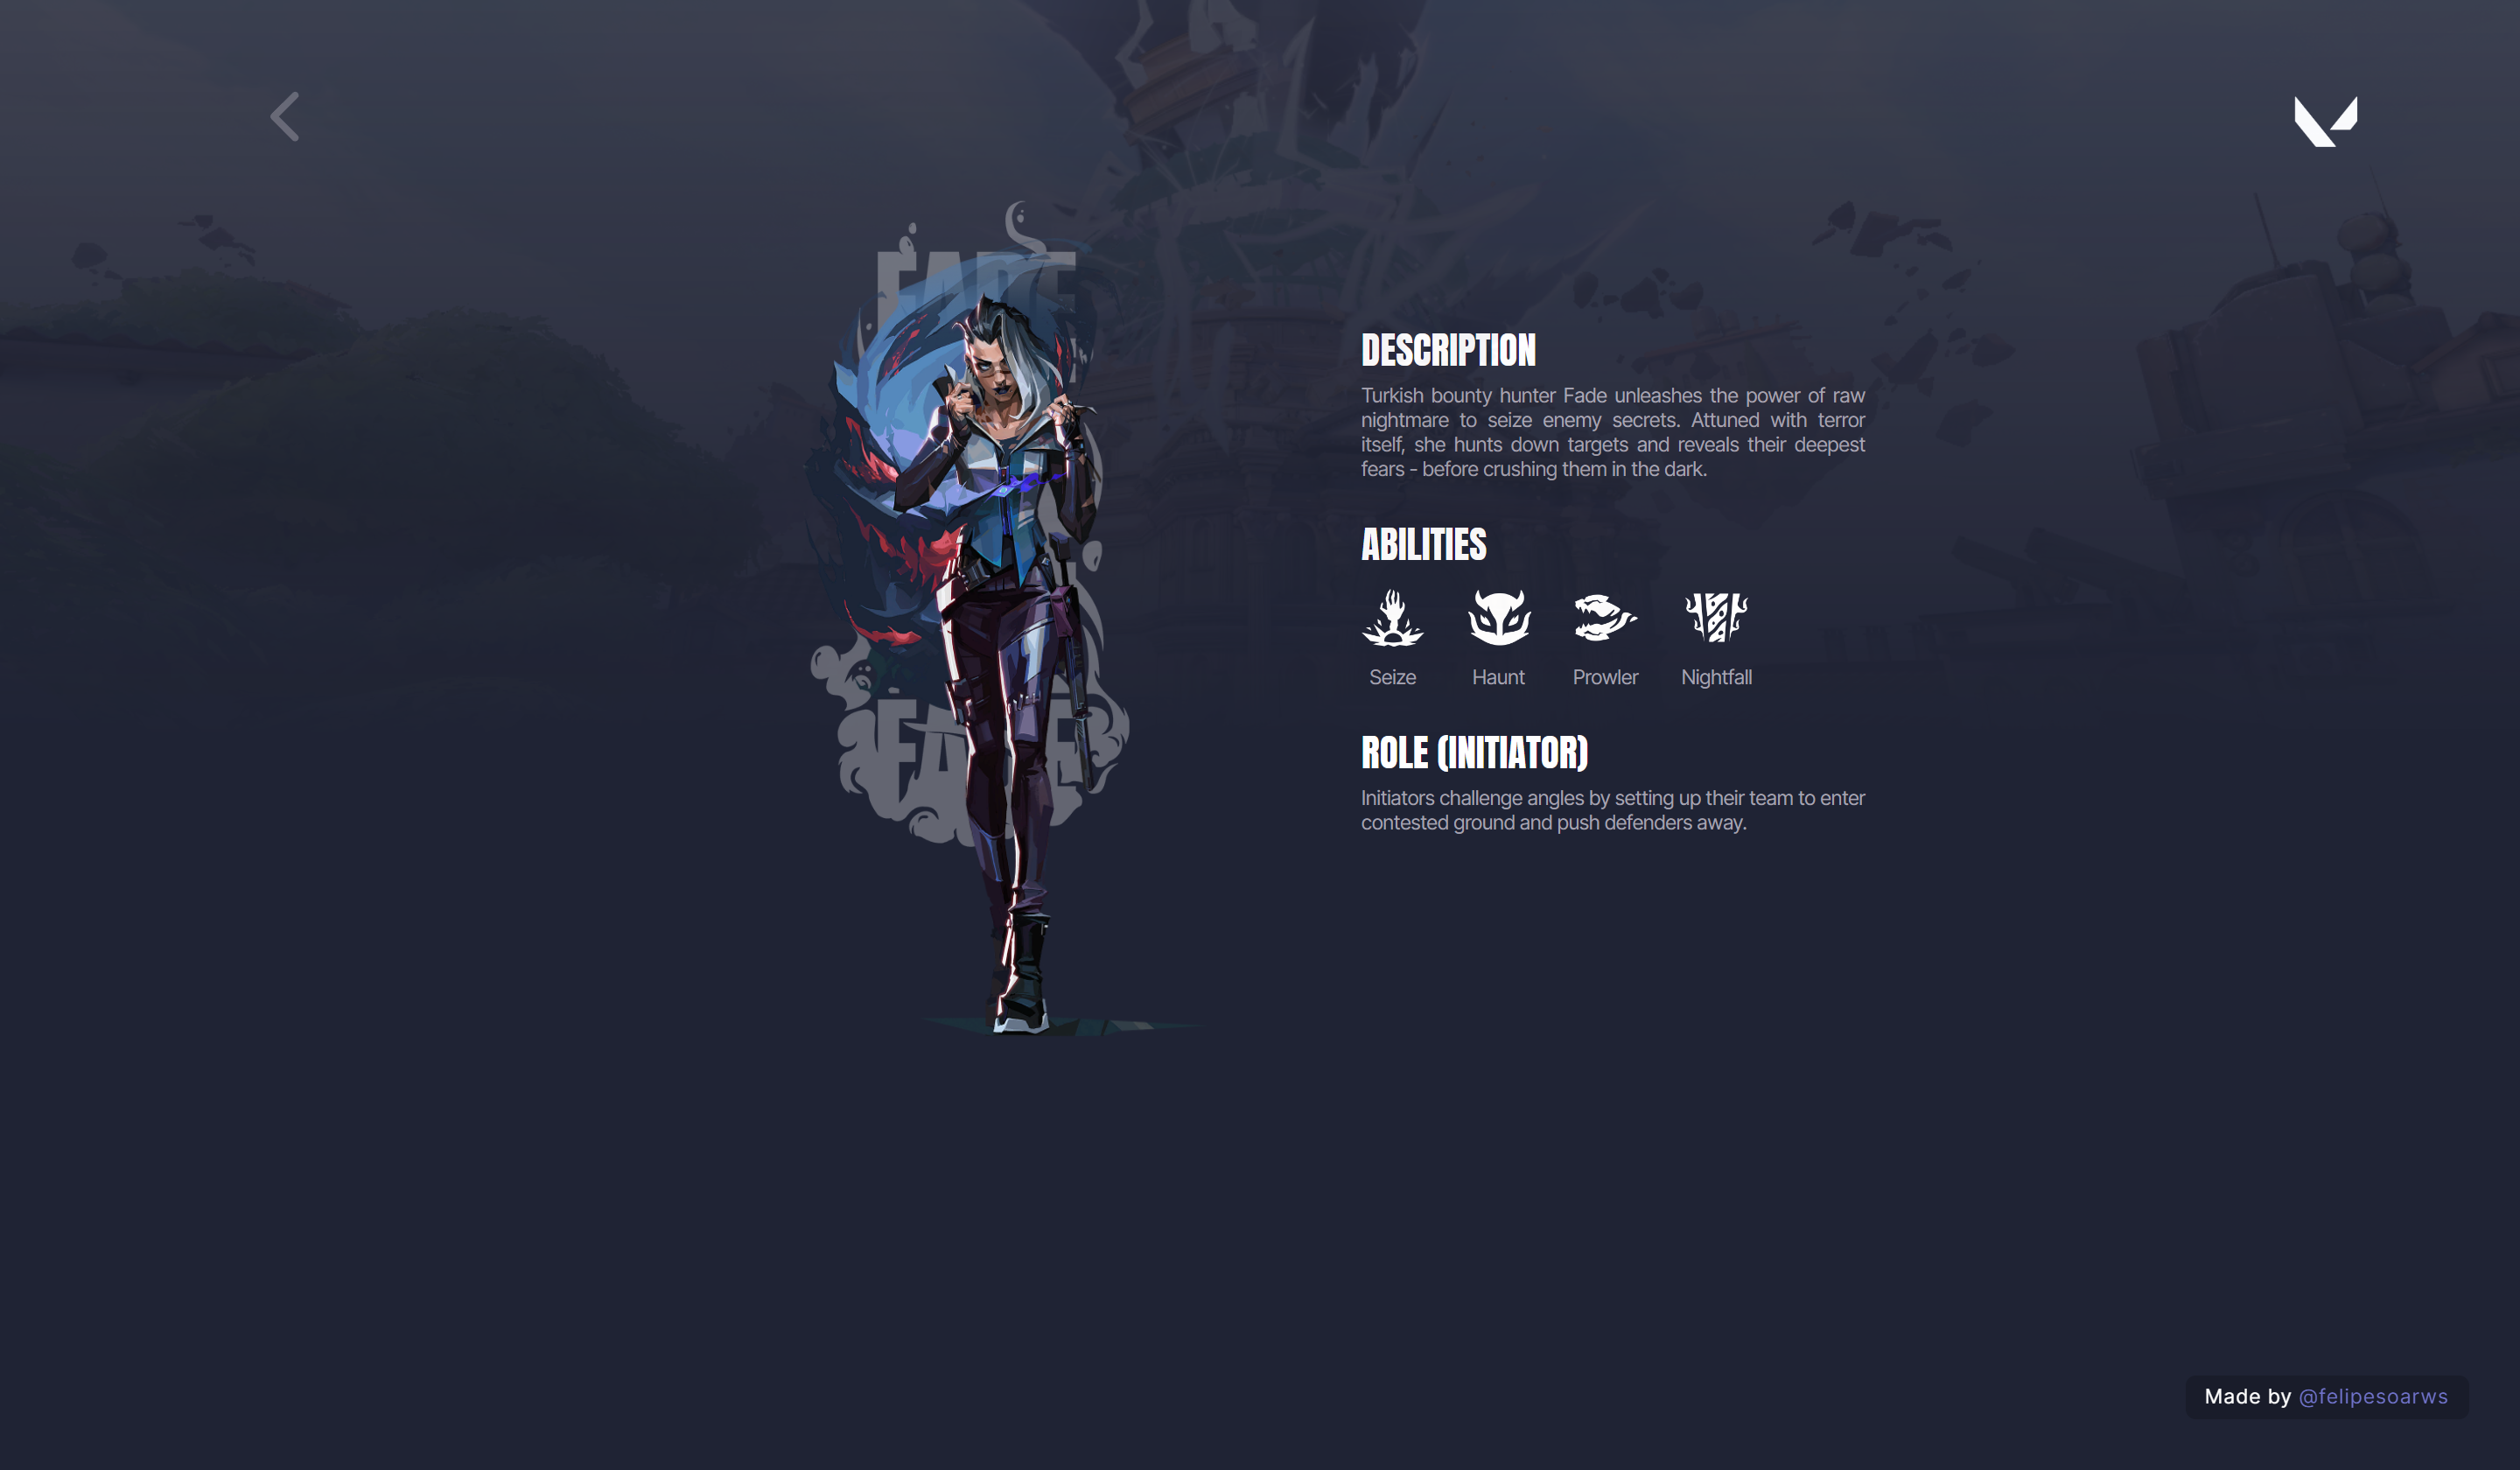 FADE
DESCRIPTION
Turkish bounty hunter Fade unleashes the power of raw
nightmare to seize enemy secrets. Attuned with terror
itself, she hunts down targets and reveals their deepest
fears - before crushing them in the dark.
ABILITIES
Seize Haunt Prowler Nightfall
ROLE (INITIATOR)
Initiators challenge angles by setting up their team to enter
contested ground and push defenders away.
Made by @felipesoarws